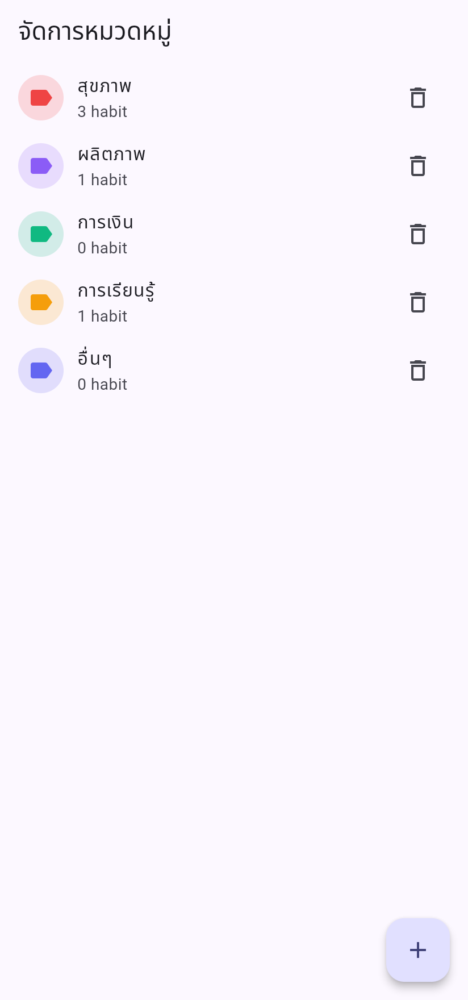 จัดการหมวดหมู่
สุขภาพ
3 habit
ผลิตภาพ
1 habit
การเงิน
0 habit
การเรียนรู้
1 habit
อื่นๆ
0 habit